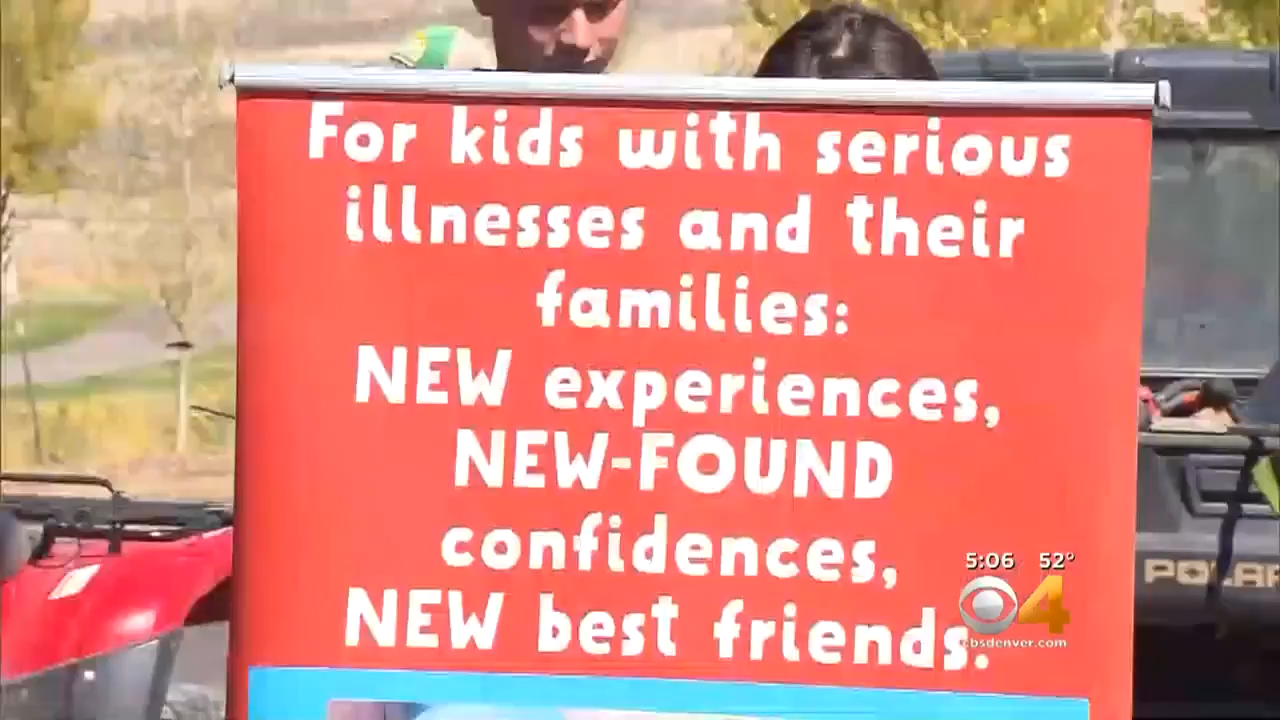 For kids with serious
illnesses and their
families:
NEW experiences,
NEW-FOUND
confidences,
NEW best friends.
5:06 52°
4
cbsdenver.com
POLAR